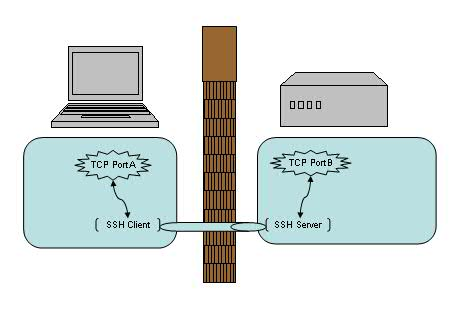 TCP PortA
TCP PortB
[ SSH Client ]
[ SSH Server ]